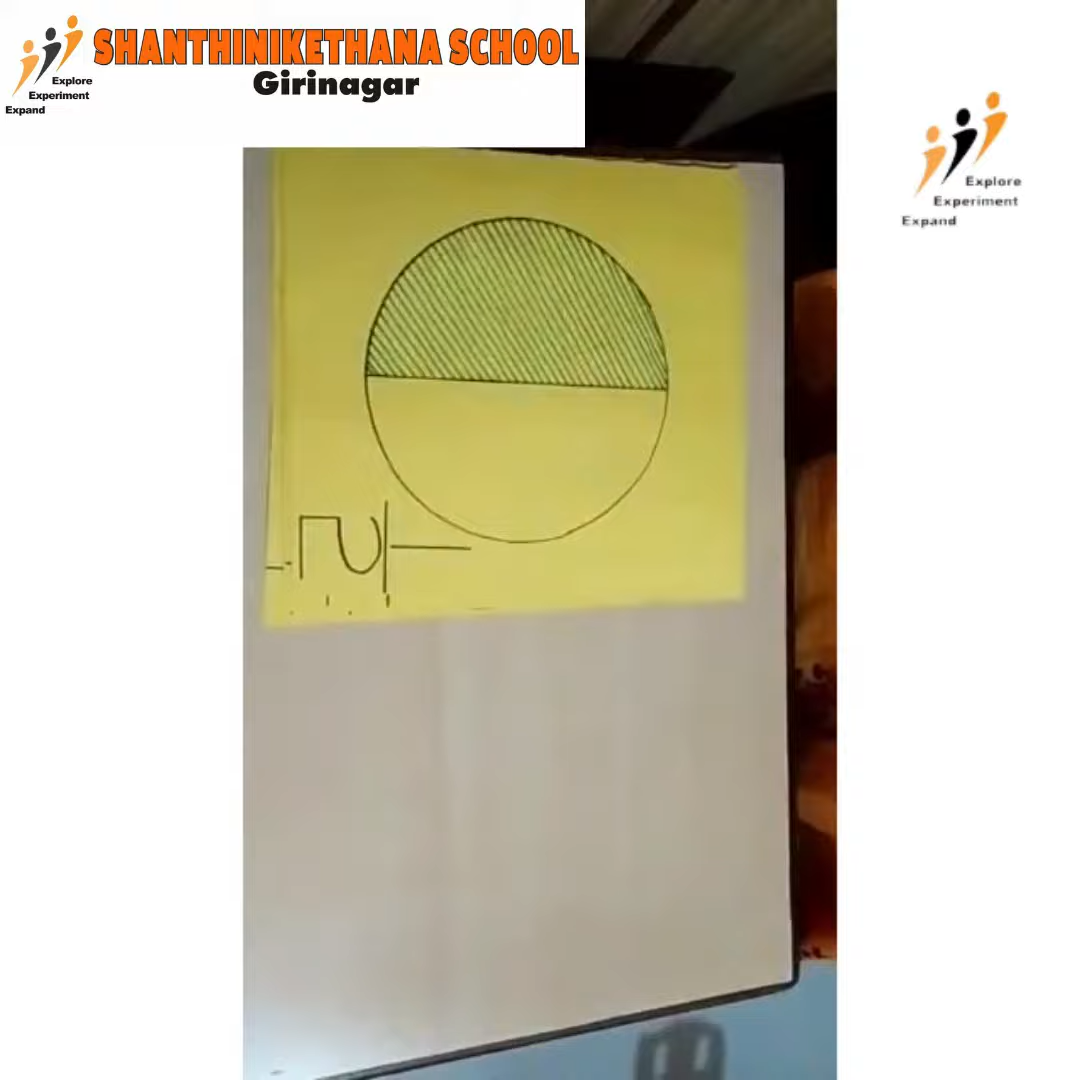 SHANTHINIKETHANA SCHOOL
Girinagar
Explore
Experiment
Expand
Explore
Experiment
Expand